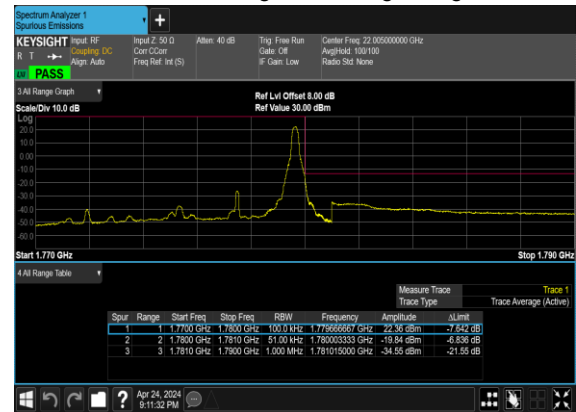 Spectrum Analyzer 1
Spurious Emissions
KEYSIGHT Input: RF Input Z: 50 Ω Atten: 40 dB Trig: Free Run Center Freq: 22.005000000 GHz
R T Coupling: DC Corr CCorr Gate: Off Avg|Hold: 100/100
Align: Auto Freq Ref: Int (S) IF Gain: Low Radio Std: None
PASS
3 All Range Graph
Ref Lvl Offset 8.00 dB
Scale/Div 10.0 dB Ref Value 30.00 dBm
Log
20.0
10.0
0.00
-10.0
-20.0
-30.0
-40.0
-50.0
-60.0
Start 1.770 GHz Stop 1.790 GHz
4 All Range Table
Measure Trace Trace 1
Trace Type Trace Average (Active)
Spur Range Start Freq Stop Freq RBW Frequency Amplitude ΔLimit
1 1 1.7700 GHz 1.7800 GHz 100.0 kHz 1.779666667 GHz 22.36 dBm -7.642 dB
2 2 1.7800 GHz 1.7810 GHz 51.00 kHz 1.780003333 GHz -19.84 dBm -6.836 dB
3 3 1.7810 GHz 1.7900 GHz 1.000 MHz 1.781015000 GHz -34.55 dBm -21.55 dB
Apr 24, 2024
9:11:32 PM